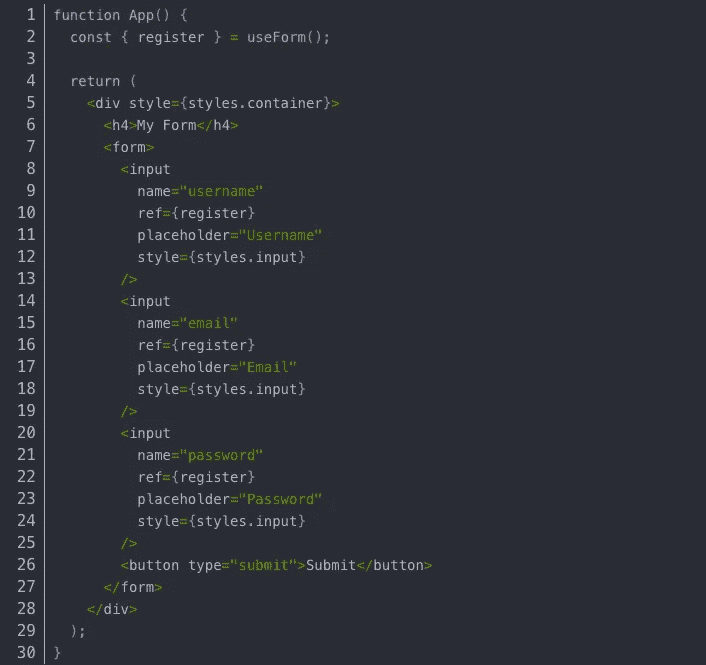 1 function App() {
2   const { register } = useForm();
3
4   return (
5     <div style={styles.container}>
6       <h4>My Form</h4>
7       <form>
8         <input
9           name="username"
10           ref={register}
11           placeholder="Username"
12           style={styles.input}
13         />
14         <input
15           name="email"
16           ref={register}
17           placeholder="Email"
18           style={styles.input}
19         />
20         <input
21           name="password"
22           ref={register}
23           placeholder="Password"
24           style={styles.input}
25         />
26         <button type="submit">Submit</button>
27       </form>
28     </div>
29   );
30 }